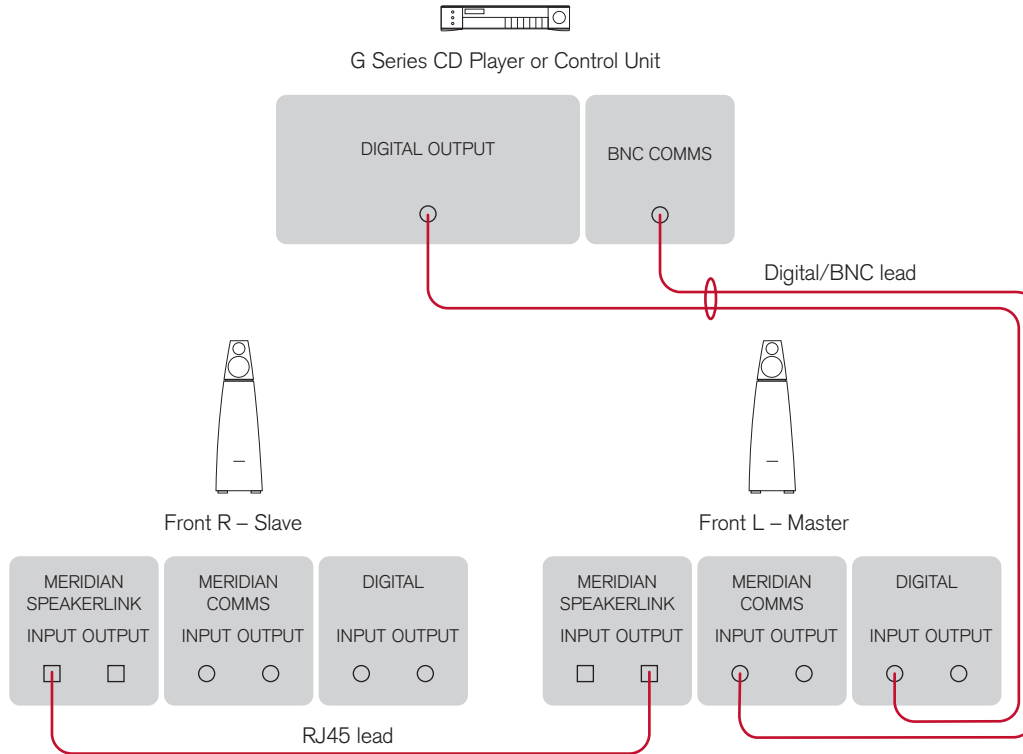 G Series CD Player or Control Unit
DIGITAL OUTPUT
BNC COMMS
Digital/BNC lead
Front R – Slave
Front L – Master
MERIDIAN
SPEAKERLINK
INPUT OUTPUT
MERIDIAN
COMMS
INPUT OUTPUT
DIGITAL
INPUT OUTPUT
MERIDIAN
SPEAKERLINK
INPUT OUTPUT
MERIDIAN
COMMS
INPUT OUTPUT
DIGITAL
INPUT OUTPUT
RJ45 lead